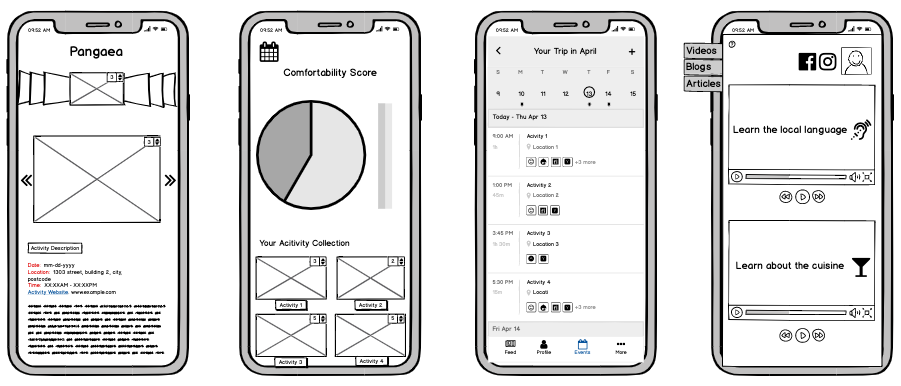 09:52 AM
Pangaea
3
3
Activity Description
Date: mm-dd-yyyy
Location: 1303 street, building 2, city,
postcode
Time: XX:XXAM - XX:XXPM
Activity Website: www.example.com
09:52 AM
Comfortability Score
Your Acitivity Collection
3
2
Activity 1
Activity 2
5
5
Activity 3
Activity 4
09:52 AM
Your Trip in April
S M T W T F S
9 10 11 12 13 14 15
Today - Thu Apr 13
9:00 AM
Acivity 1
1h
Location 1
+3 more
1:00 PM
Activity 2
45m
Location 2
3:45 PM
Activity 3
1h 30m
Location 3
5:30 PM
Activity 4
15m
Locati
+3 more
Fri Apr 14
Feed
Profile
Events
More
09:52 AM
Videos
Blogs
Articles
Learn the local language
Learn about the cuisine